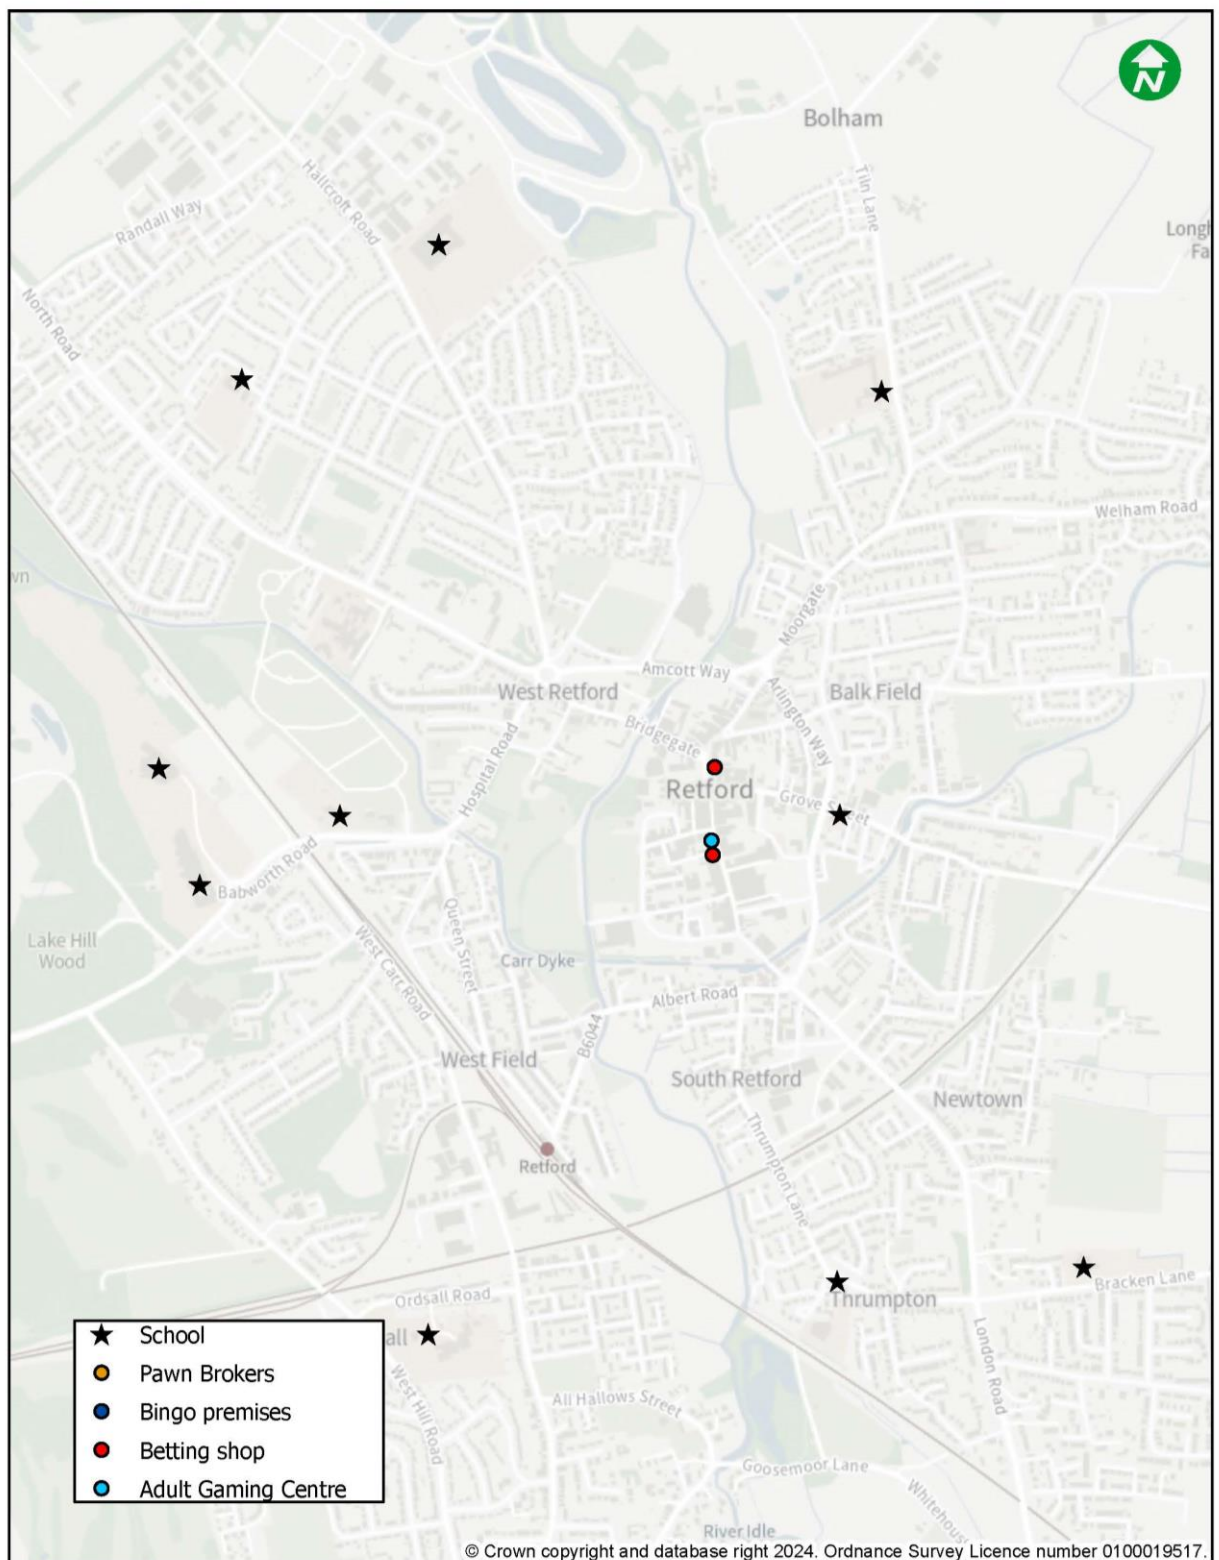 N
Bolham
Tiln Lane
Hallcroft Road
Randall Way
Longh
Fa
North Road
Welham Road
wn
Moorgate
Amcott Way
West Retford
Balk Field
Arlington Way
Bridgegate
Hospital Road
Retford
Grove Street
Babworth Road
Queen Street
Lake Hill
Wood
West Carr Road
Carr Dyke
Albert Road
B6044
West Field
South Retford
Newtown
Thrumpton Lane
Retford
Bracken Lane
Thrumpton
Ordsall Road
London Road
all
West Hill Road
All Hallows Street
Goosemoor Lane
Whitehous
River Idle
School
Pawn Brokers
Bingo premises
Betting shop
Adult Gaming Centre
© Crown copyright and database right 2024. Ordnance Survey Licence number 0100019517.